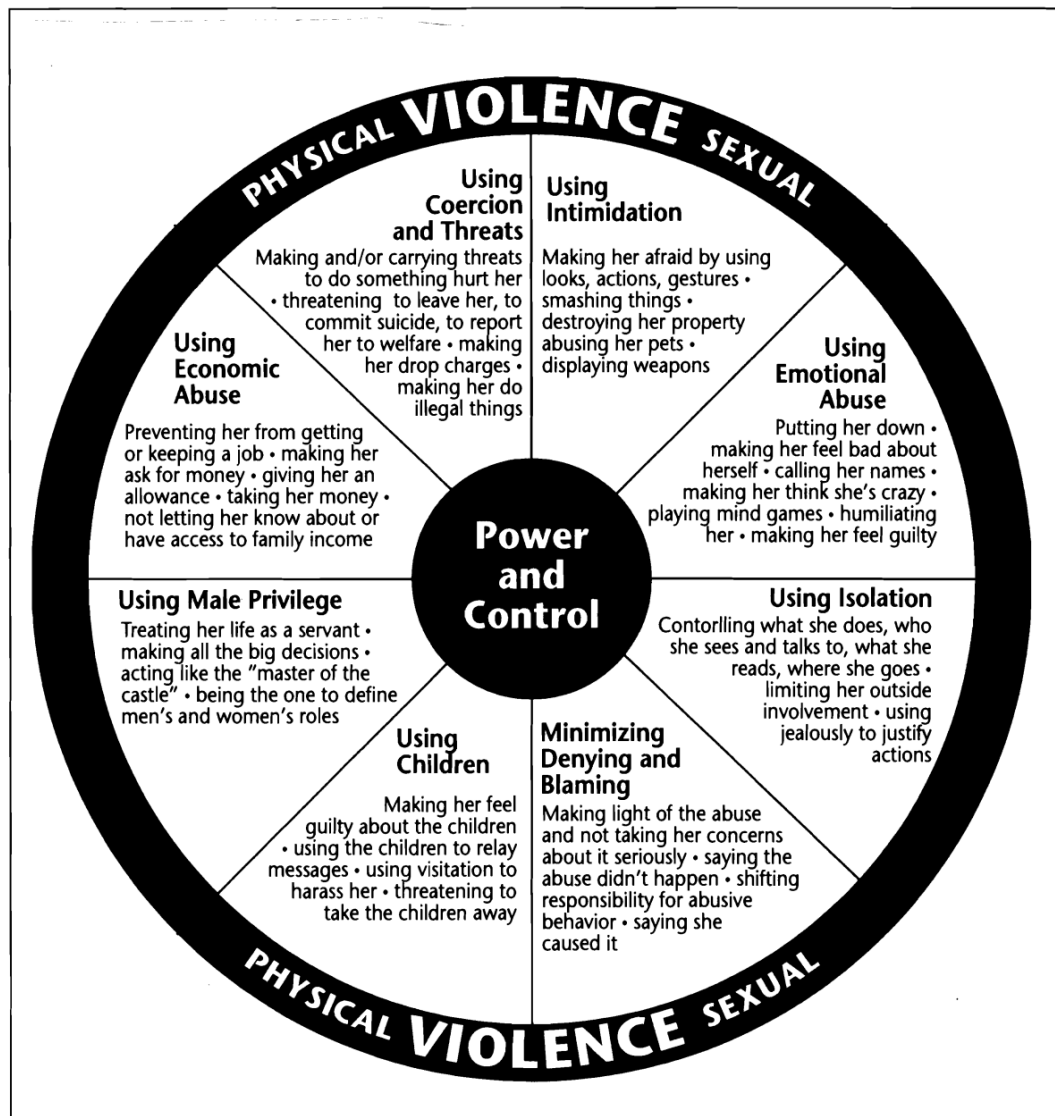 PHYSICAL VIOLENCE SEXUAL
Using
Coercion
and Threats
Making and/or carrying threats
to do something hurt her
• threatening to leave her, to
commit suicide, to report
her to welfare • making
her drop charges •
making her do
illegal things
Using
Intimidation
Making her afraid by using
looks, actions, gestures •
smashing things •
destroying her property
abusing her pets •
displaying weapons
Using
Economic
Abuse
Preventing her from getting
or keeping a job • making her
ask for money • giving her an
allowance • taking her money •
not letting her know about or
have access to family income
Using
Emotional
Abuse
Putting her down •
making her feel bad about
herself • calling her names •
making her think she's crazy •
playing mind games • humiliating
her • making her feel guilty
Power
and
Control
Using Male Privilege
Treating her life as a servant •
making all the big decisions •
acting like the "master of the
castle" • being the one to define
men's and women's roles
Using Isolation
Contorlling what she does, who
she sees and talks to, what she
reads, where she goes •
limiting her outside
involvement • using
jealously to justify
actions
Using
Children
Making her feel
guilty about the children
• using the children to relay
messages • using visitation to
harass her • threatening to
take the children away
Minimizing
Denying and
Blaming
Making light of the abuse
and not taking her concerns
about it seriously • saying the
abuse didn't happen • shifting
responsibility for abusive
behavior • saying she
caused it
PHYSICAL VIOLENCE SEXUAL